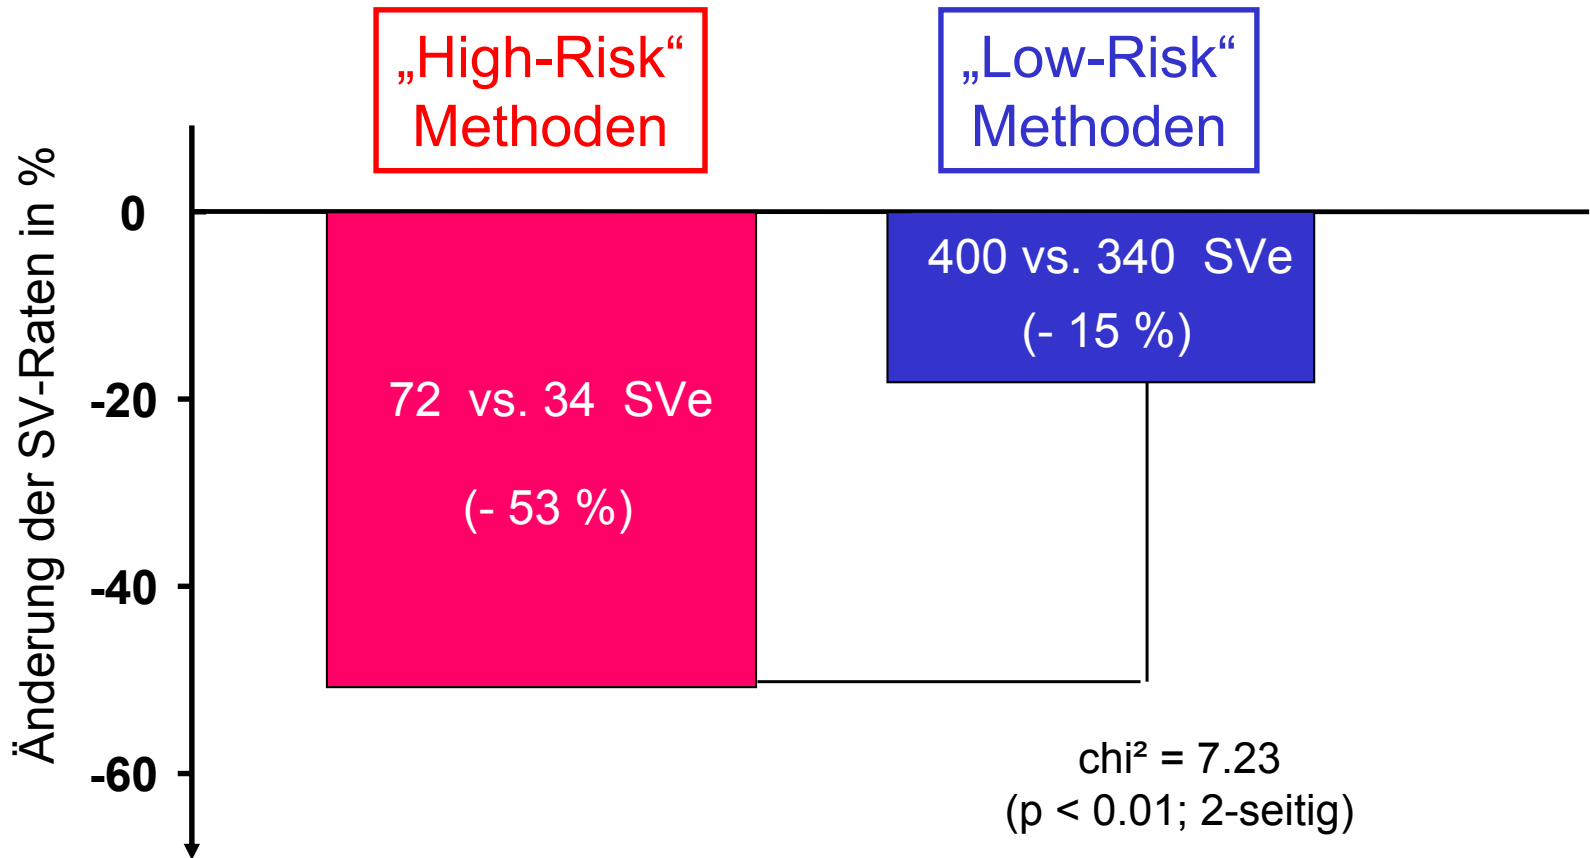 „High-Risk“
Methoden
„Low-Risk“
Methoden
Änderung der SV-Raten in %
0
-20
-40
-60
72 vs. 34 SVe
(- 53 %)
400 vs. 340 SVe
(- 15 %)
chi² = 7.23
(p < 0.01; 2-seitig)